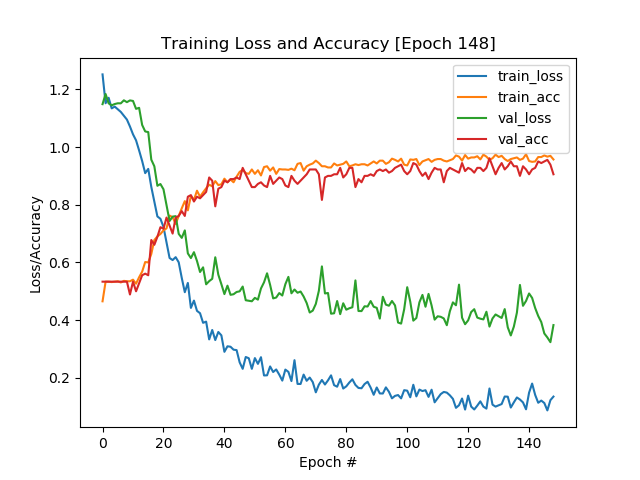 Training Loss and Accuracy [Epoch 148]
train_loss
train_acc
val_loss
val_acc
1.2
1.0
0.8
0.6
0.4
0.2
Loss/Accuracy
0 20 40 60 80 100 120 140
Epoch #